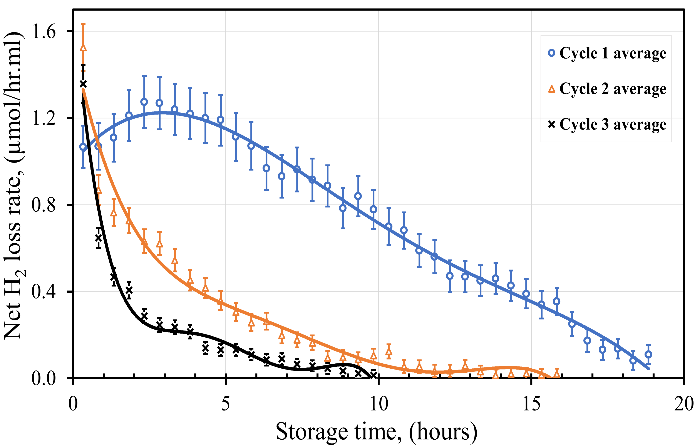 Net H2 loss rate, (µmol/hr.ml)
1.6
1.2
0.8
0.4
0.0
Cycle 1 average
Cycle 2 average
Cycle 3 average
0 5 10 15 20
Storage time, (hours)